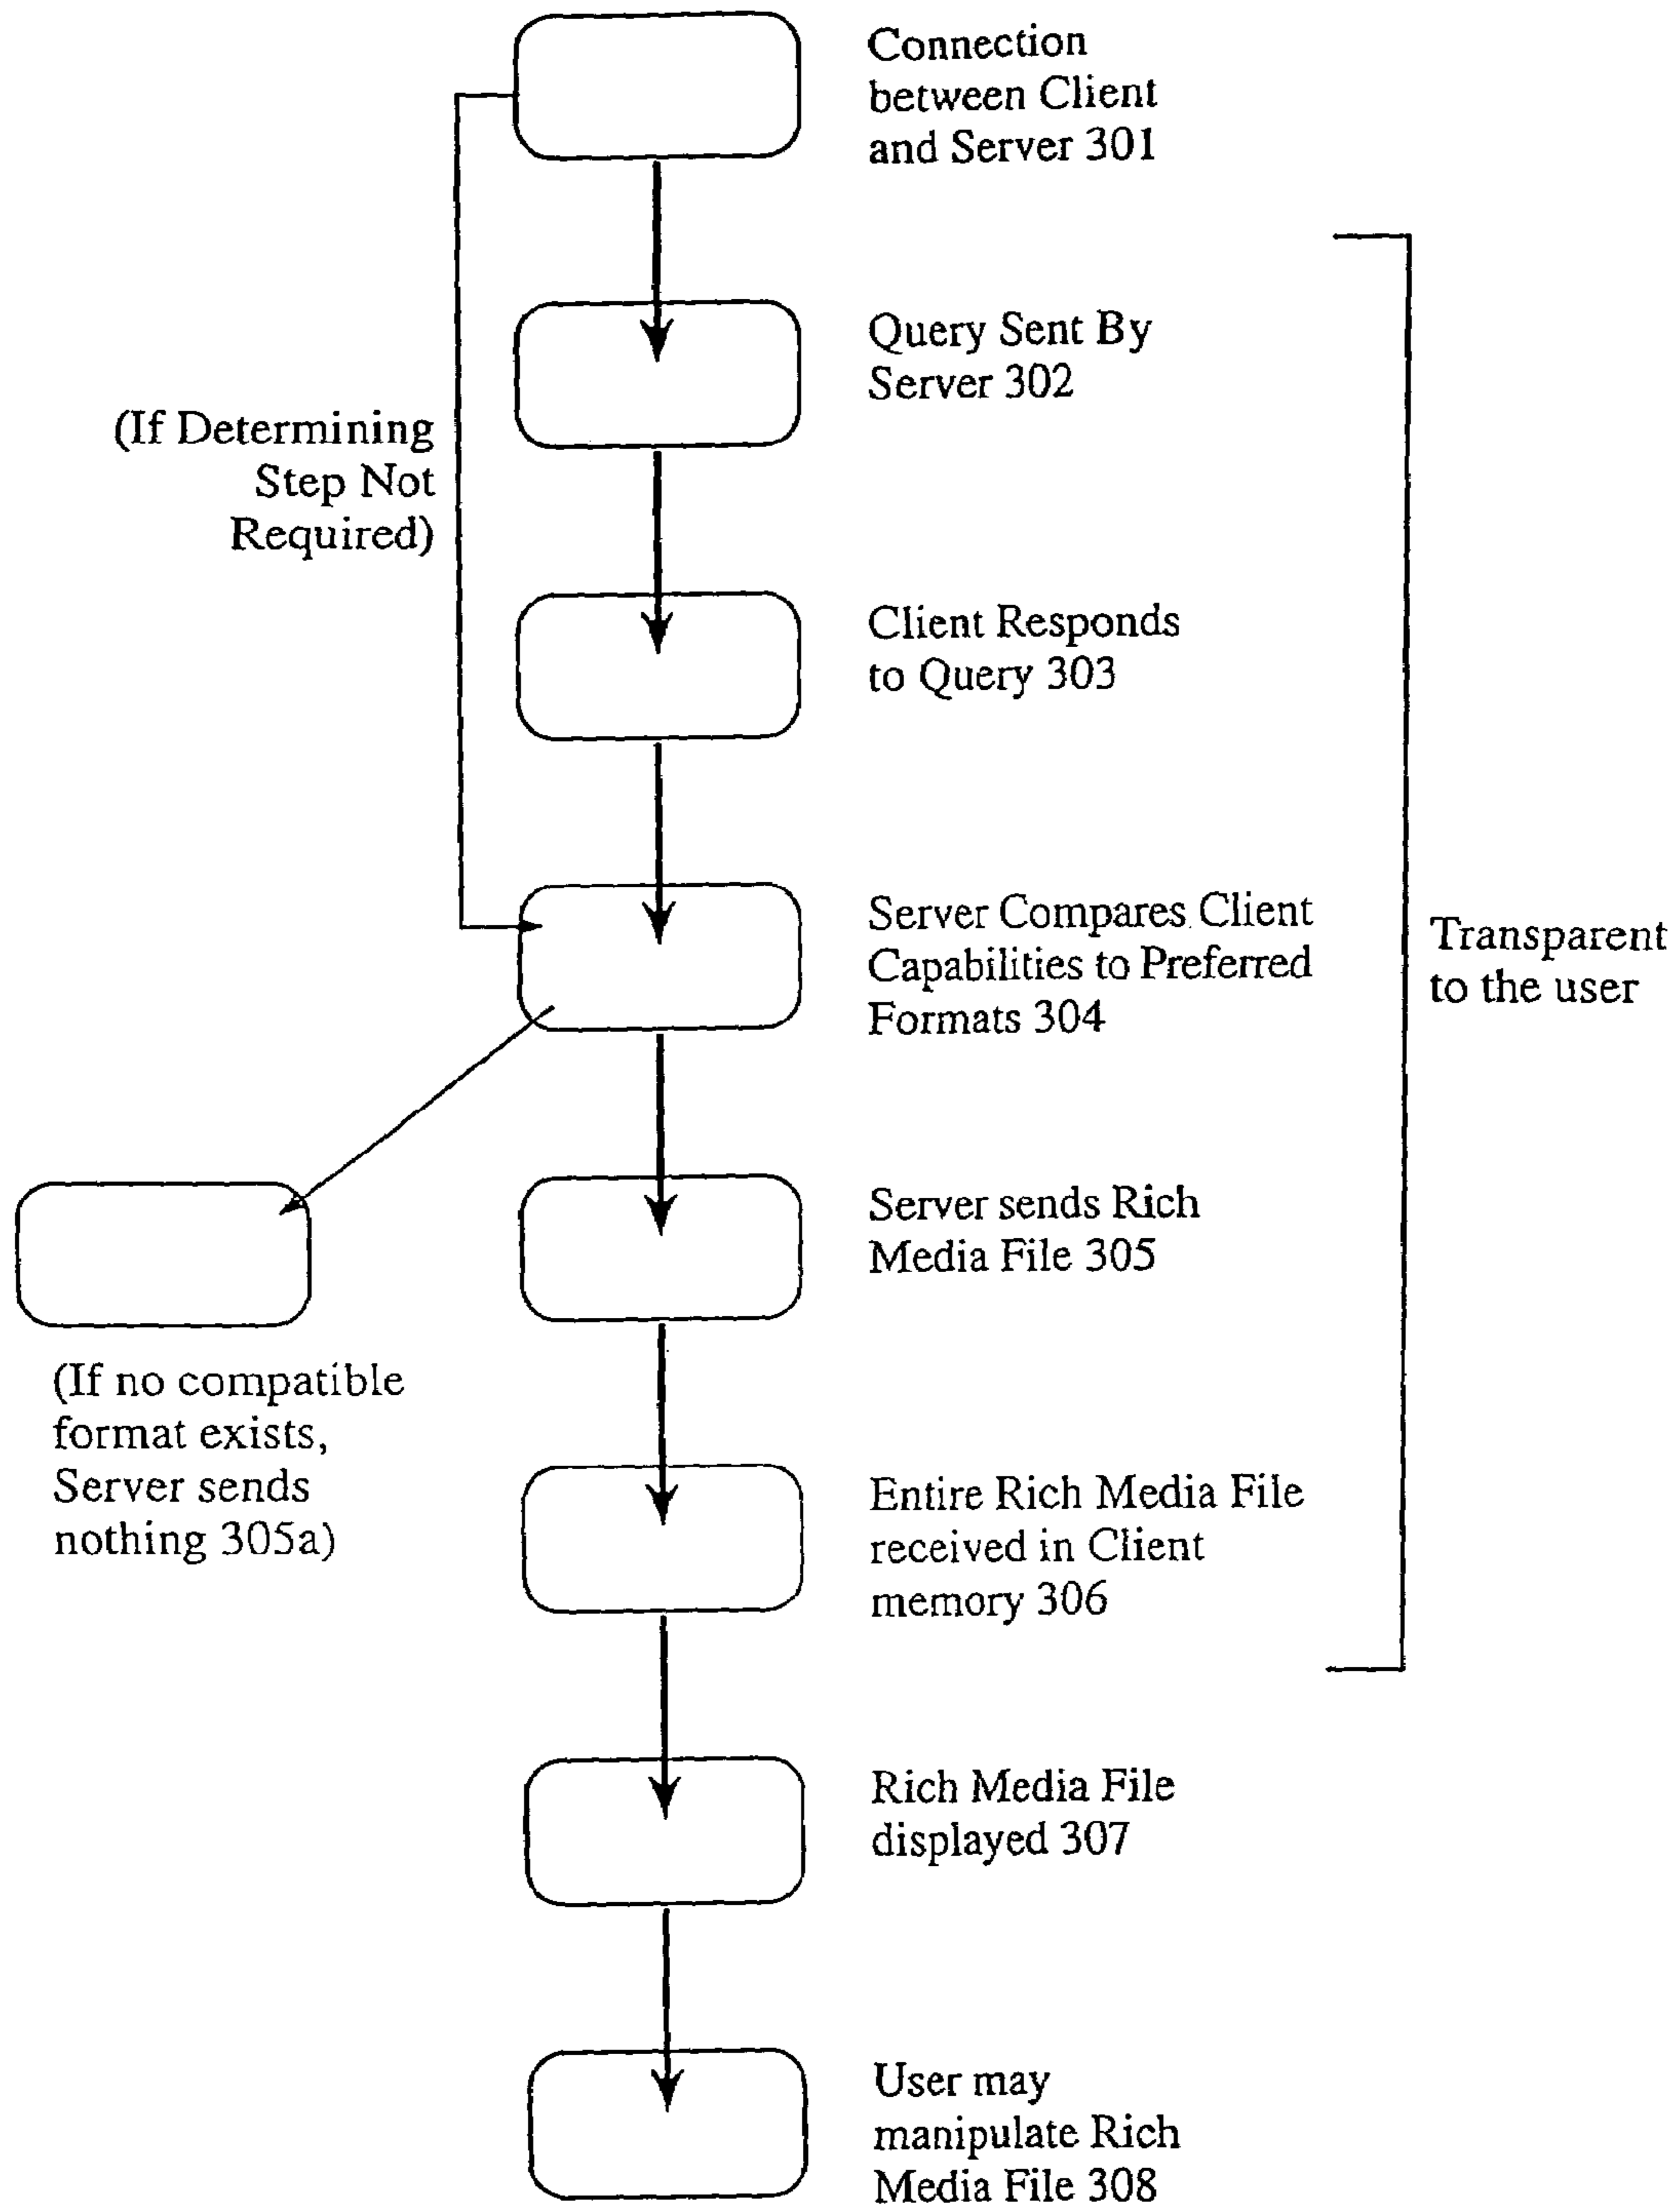 Connection
between Client
and Server 301
Query Sent By
Server 302
(If Determining
Step Not
Required)
Client Responds
to Query 303
Server Compares Client
Capabilities to Preferred
Formats 304
Transparent
to the user
Server sends Rich
Media File 305
(If no compatible
format exists,
Server sends
nothing 305a)
Entire Rich Media File
received in Client
memory 306
Rich Media File
displayed 307
User may
manipulate Rich
Media File 308